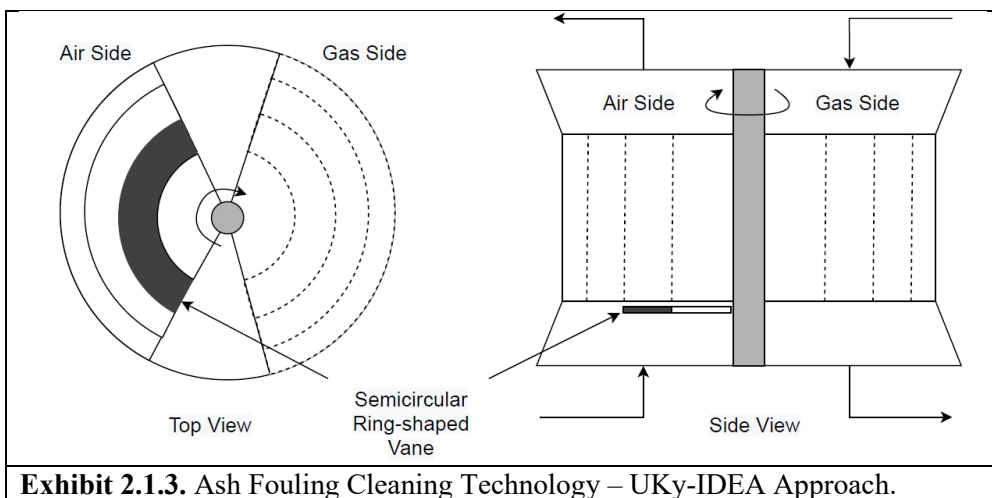 Air Side
Gas Side
Air Side
Gas Side
Semicircular
Ring-shaped
Vane
Top View
Side View
Exhibit 2.1.3. Ash Fouling Cleaning Technology – UKy-IDEA Approach.